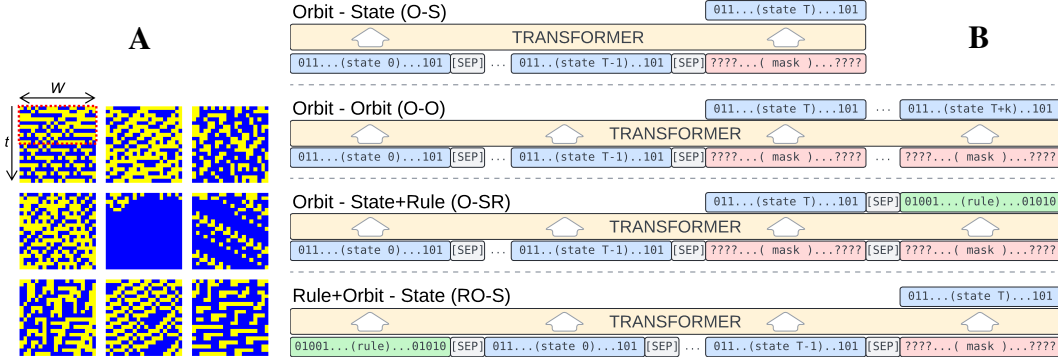 A
W
t
B
Orbit - State (O-S)
011...(state T)...101
TRANSFORMER
011...(state 0)...101 [SEP] ... 011...(state T-1)..101 [SEP] ????...( mask )...????
Orbit - Orbit (O-O)
011...(state T)...101 ... 011..(state T+k)...101
TRANSFORMER
011...(state 0)...101 [SEP] ... 011...(state T-1)..101 [SEP] ????...( mask )...???? ... ????...( mask )...????
Orbit - State+Rule (O-SR)
011...(state T)...101 [SEP] 01001...(rule)...01010
TRANSFORMER
011...(state 0)...101 [SEP] ... 011...(state T-1)..101 [SEP] ????...( mask )...???? [SEP] ????...( mask )...????
Rule+Orbit - State (RO-S)
011...(state T)...101
TRANSFORMER
01001...(rule)...01010 [SEP] 011...(state 0)...101 [SEP] ... 011...(state T-1)..101 [SEP] ????...( mask )...????